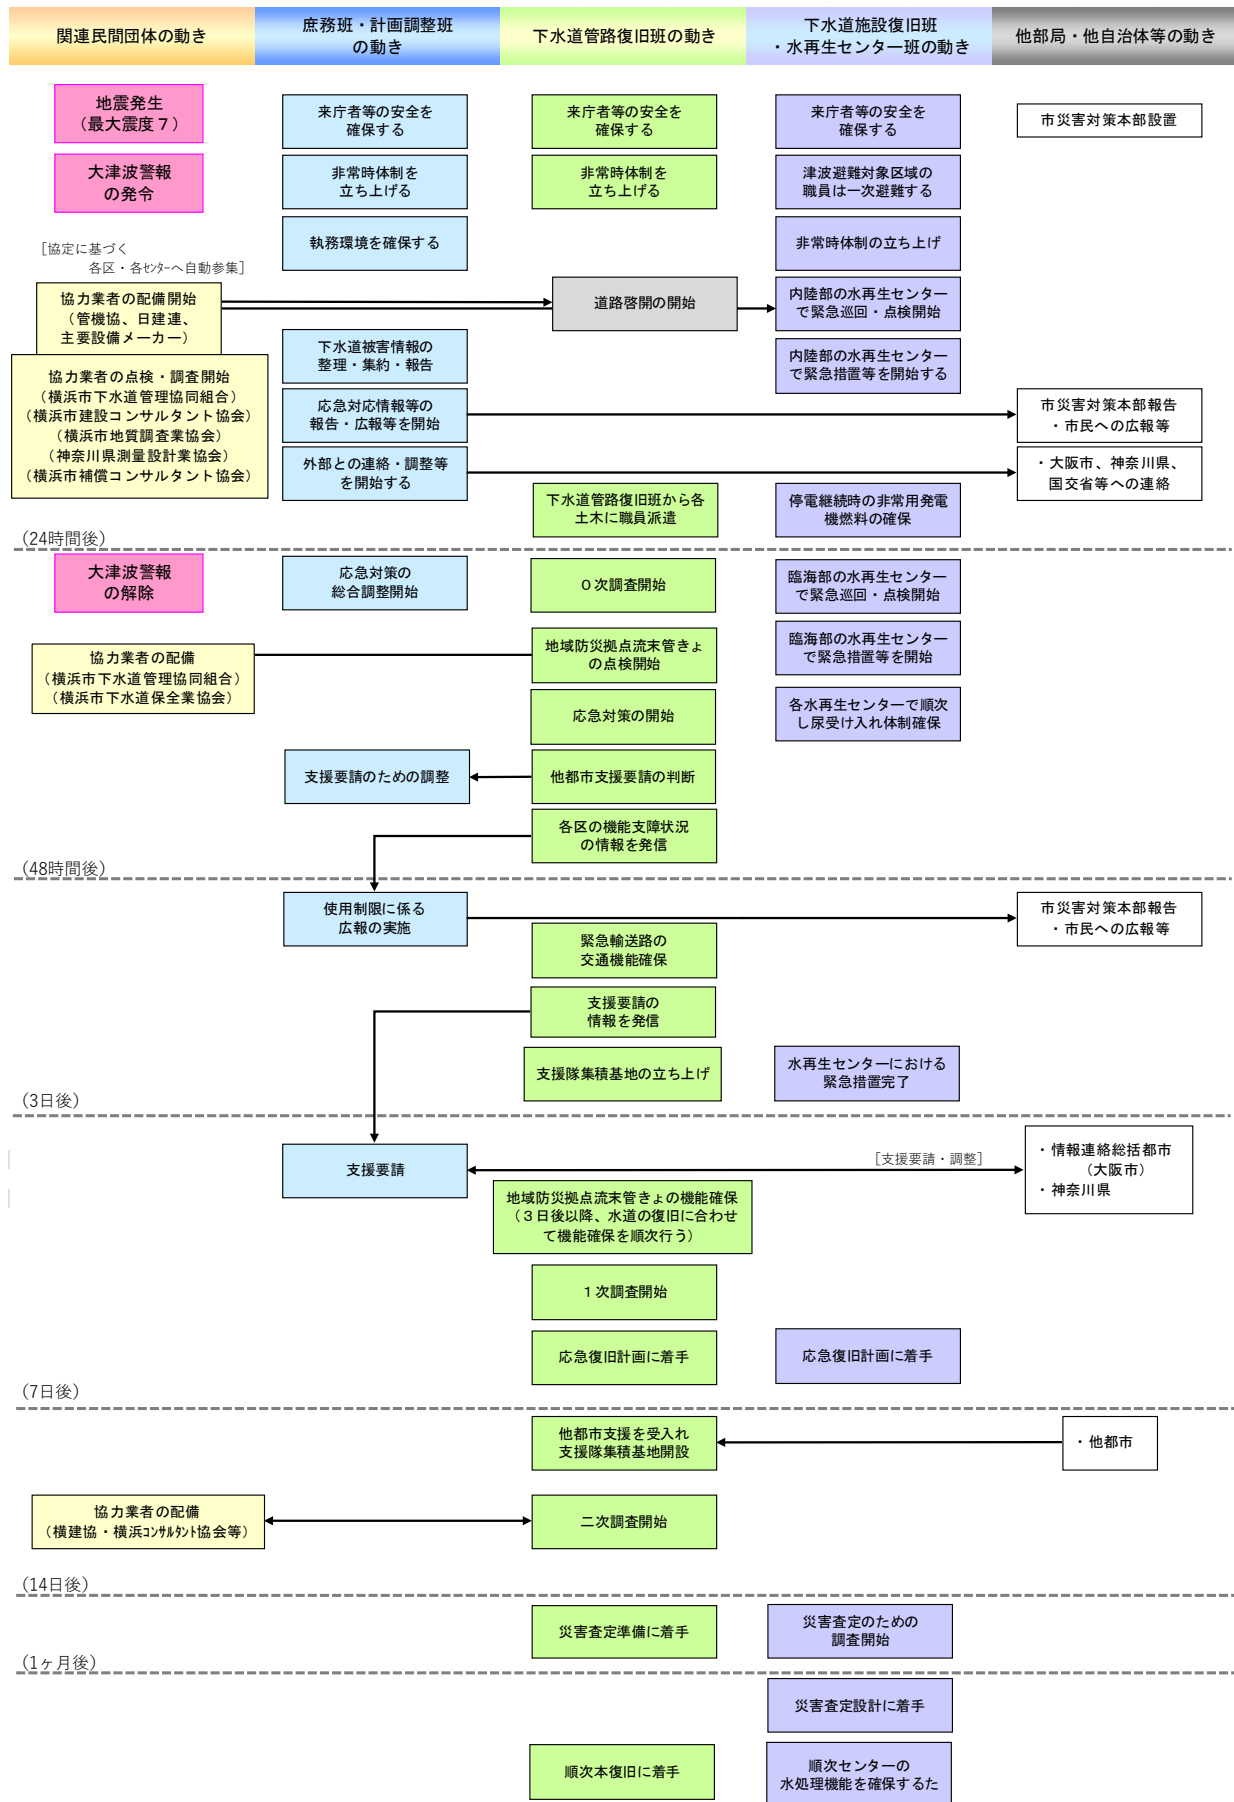 関連民間団体の動き
庶務班・計画調整班
の動き
下水道管路復旧班の動き
下水道施設復旧班
・水再生センター班の動き
他部局・他自治体等の動き
地震発生
（最大震度７）
来庁者等の安全を
確保する
来庁者等の安全を
確保する
来庁者等の安全を
確保する
市災害対策本部設置
大津波警報
の発令
非常時体制を
立ち上げる
非常時体制を
立ち上げる
津波避難対象区域の
職員は一次避難する
執務環境を確保する
非常時体制の立ち上げ
［協定に基づく
各区・各ｾﾝﾀｰへ自動参集］
協力業者の配備開始
（管機協、日建連、
主要設備メーカー）
道路啓開の開始
内陸部の水再生センター
で緊急巡回・点検開始
下水道被害情報の
整理・集約・報告
内陸部の水再生センター
で緊急措置等を開始する
協力業者の点検・調査開始
（横浜市下水道管理協同組合）
（横浜市建設コンサルタント協会）
（横浜市地質調査業協会）
（神奈川県測量設計業協会）
（横浜市補償コンサルタント協会）
応急対応情報等の
報告・広報等を開始
市災害対策本部報告
・市民への広報等
外部との連絡・調整等
を開始する
・大阪市、神奈川県、
国交省等への連絡
下水道管路復旧班から各
土木に職員派遣
停電継続時の非常用発電
機燃料の確保
（24時間後）
大津波警報
の解除
応急対策の
総合調整開始
０次調査開始
臨海部の水再生センター
で緊急巡回・点検開始
協力業者の配備
（横浜市下水道管理協同組合）
（横浜市下水道保全業協会）
地域防災拠点流末管きょ
の点検開始
臨海部の水再生センター
で緊急措置等を開始
応急対策の開始
各水再生センターで順次
し尿受け入れ体制確保
支援要請のための調整
他都市支援要請の判断
各区の機能支障状況
の情報を発信
（48時間後）
使用制限に係る
広報の実施
市災害対策本部報告
・市民への広報等
緊急輸送路の
交通機能確保
支援要請の
情報を発信
支援隊集積基地の立ち上げ
水再生センターにおける
緊急措置完了
（3日後）
支援要請
［支援要請・調整］
・情報連絡総括都市
（大阪市）
・神奈川県
地域防災拠点流末管きょの機能確保
（３日後以降、水道の復旧に合わせ
て機能確保を順次行う）
１次調査開始
応急復旧計画に着手
応急復旧計画に着手
（7日後）
他都市支援を受入れ
支援隊集積基地開設
・他都市
協力業者の配備
（横建協・横浜ｺﾝｻﾙﾀﾝﾄ協会等）
二次調査開始
（14日後）
災害査定準備に着手
災害査定のための
調査開始
（1ヶ月後）
災害査定設計に着手
順次本復旧に着手
順次センターの
水処理機能を確保するた